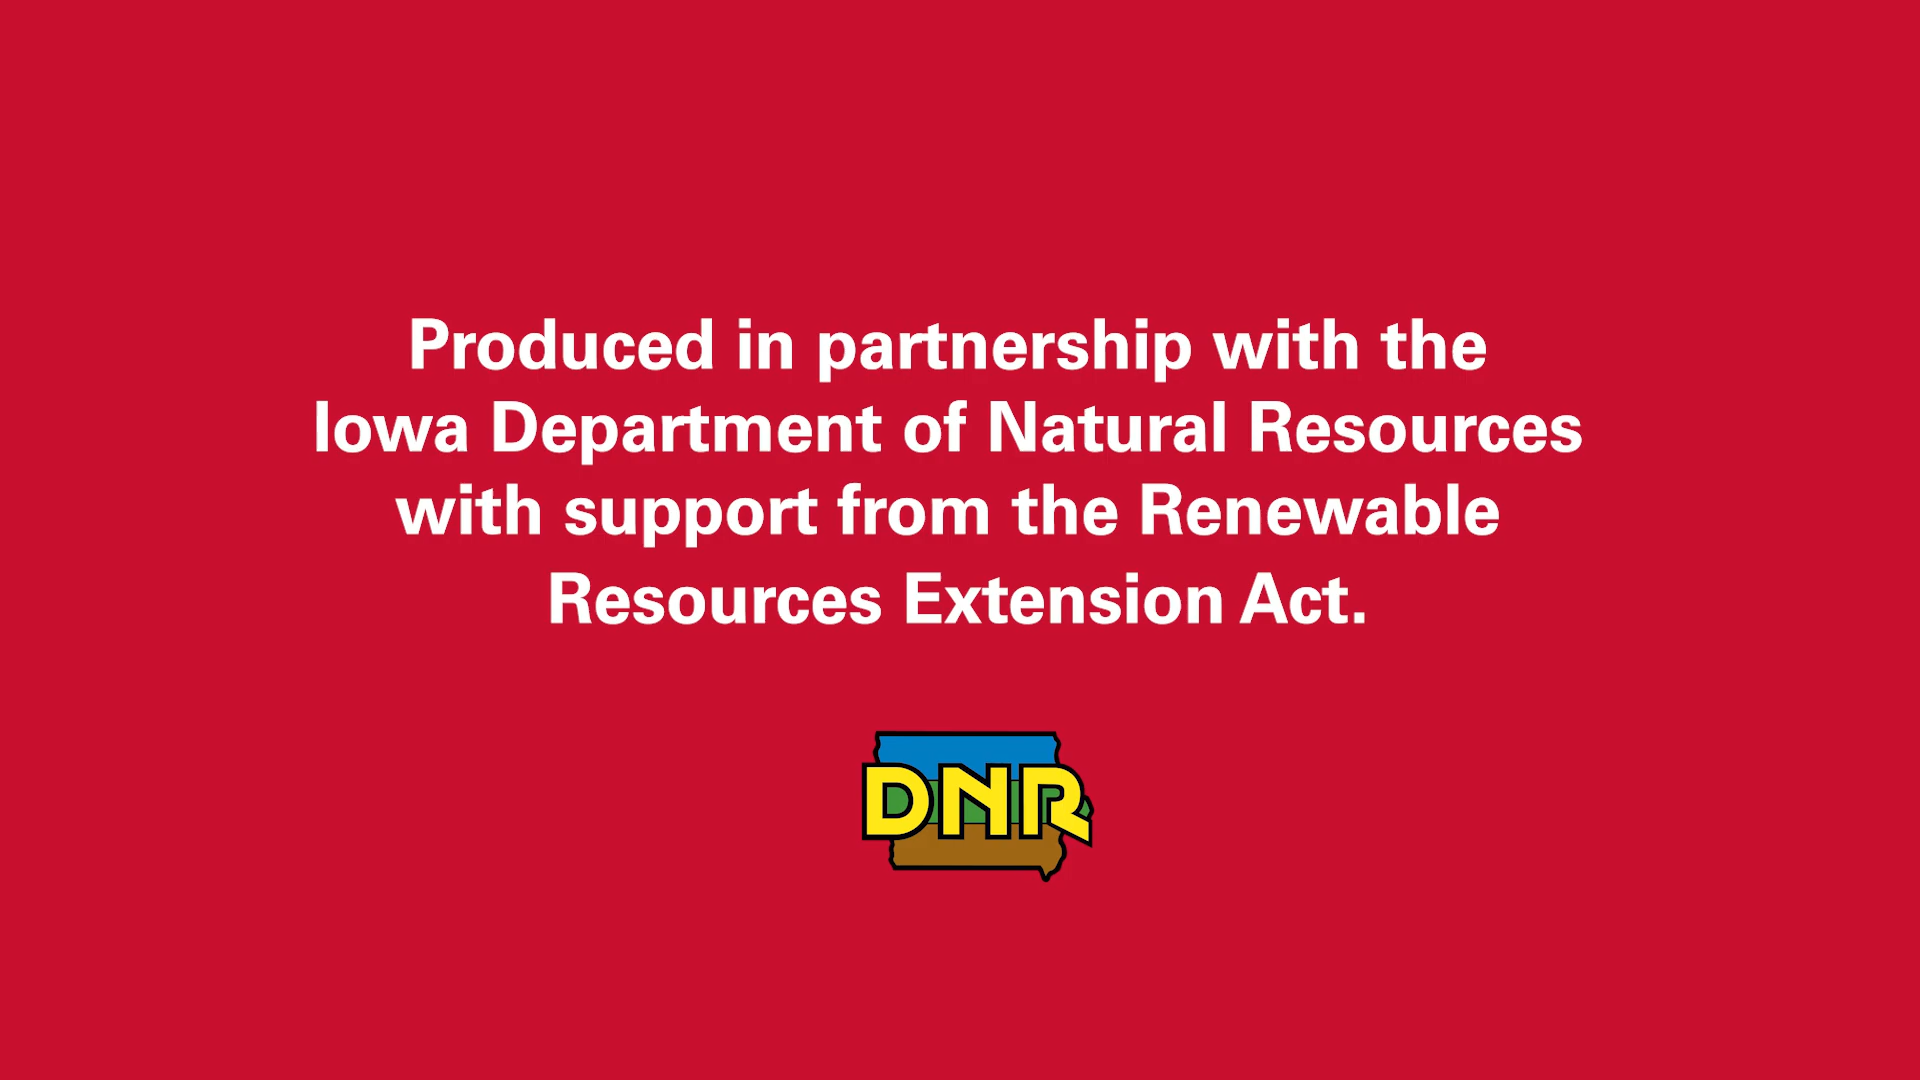 Produced in partnership with the
Iowa Department of Natural Resources
with support from the Renewable
Resources Extension Act.
DNR